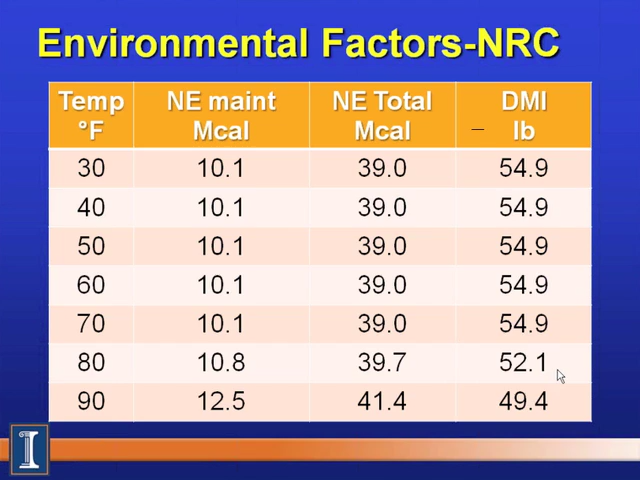 Environmental Factors-NRC
Temp °F NE maint Mcal NE Total Mcal DMI lb
30 10.1 39.0 54.9
40 10.1 39.0 54.9
50 10.1 39.0 54.9
60 10.1 39.0 54.9
70 10.1 39.0 54.9
80 10.8 39.7 52.1
90 12.5 41.4 49.4
I